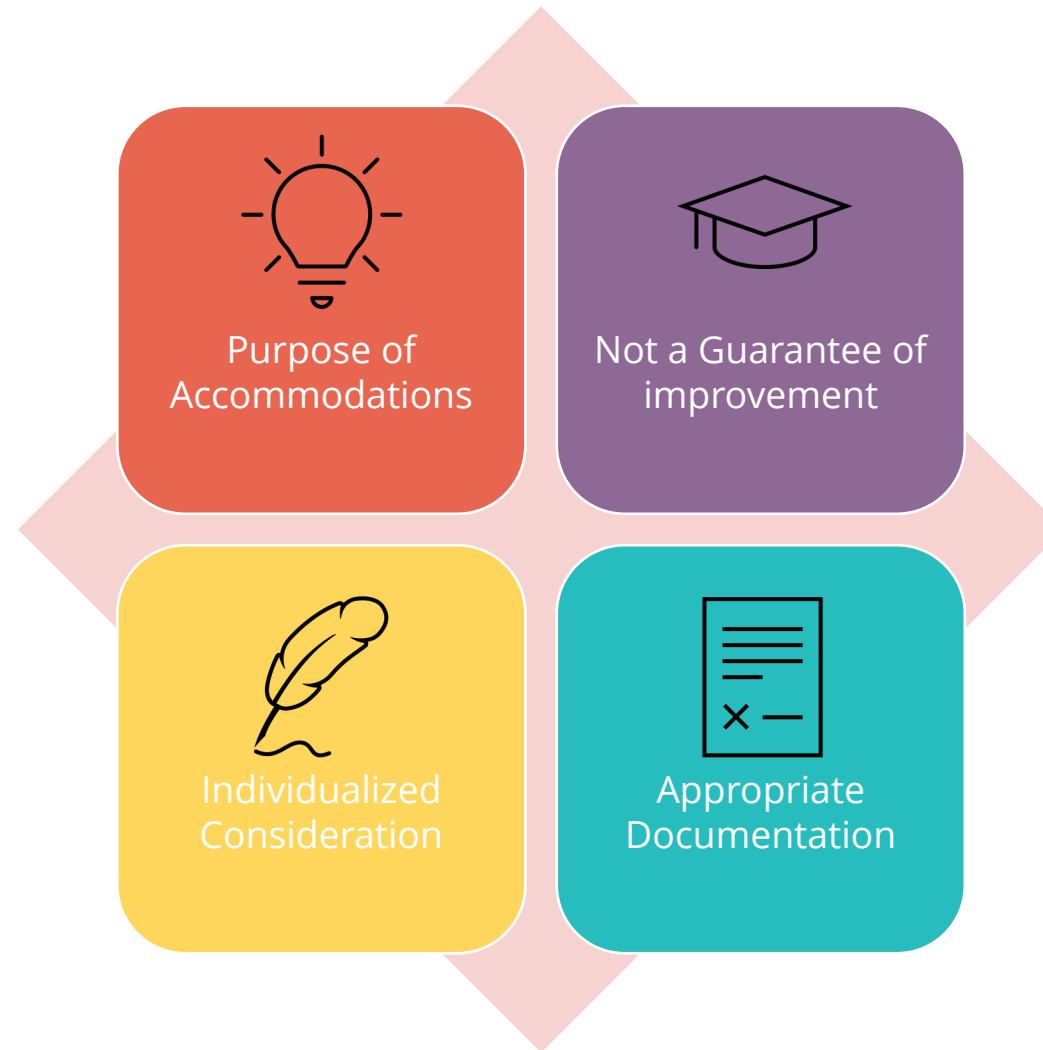 Purpose of
Accommodations
Not a Guarantee of
improvement
Individualized
Consideration
Appropriate
Documentation